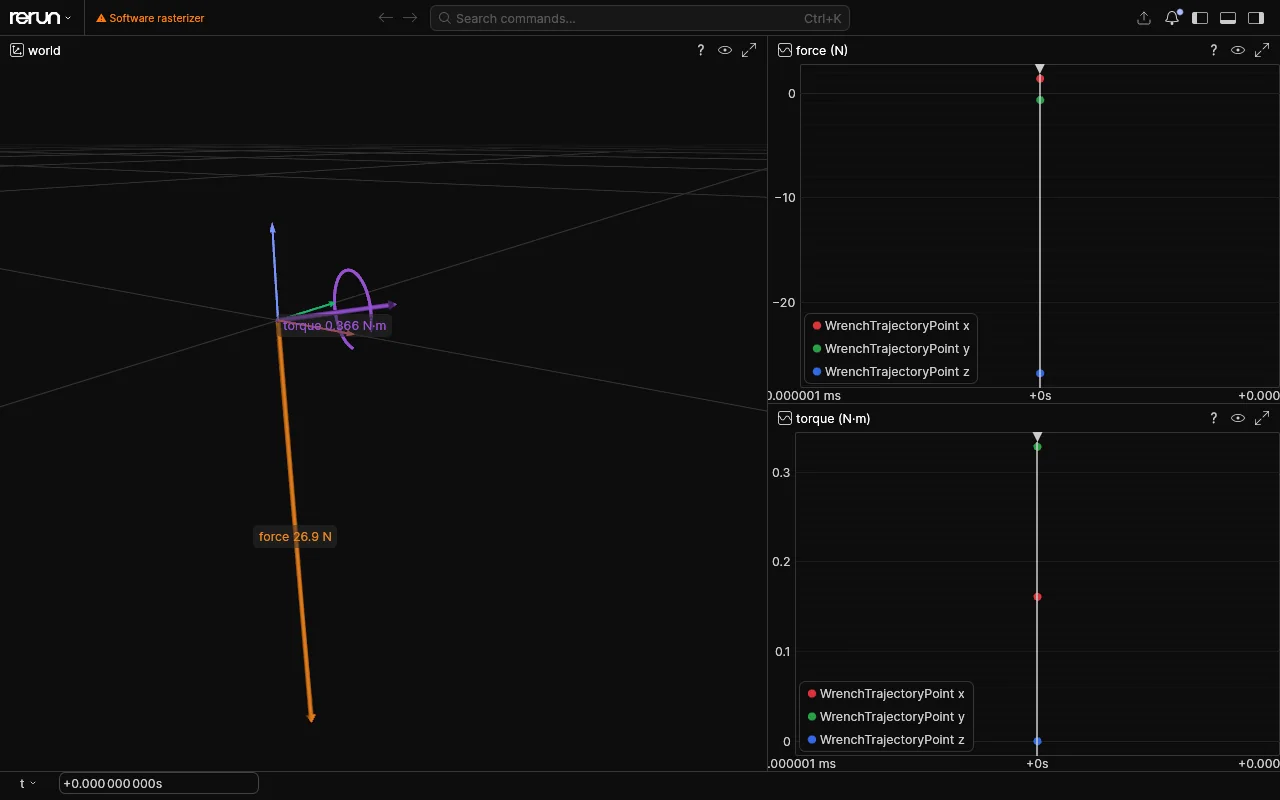 rerun
Software rasterizer
Search commands...
Ctrl+K
world
?
torque 0.366 N·m
force 26.9 N
force (N)
?
0
−10
−20
WrenchTrajectoryPoint x
WrenchTrajectoryPoint y
WrenchTrajectoryPoint z
0.000001 ms
+0s
+0.000
torque (N·m)
?
0.3
0.2
0.1
0
WrenchTrajectoryPoint x
WrenchTrajectoryPoint y
WrenchTrajectoryPoint z
.000001 ms
+0s
+0.000
t
+0.000 000 000s